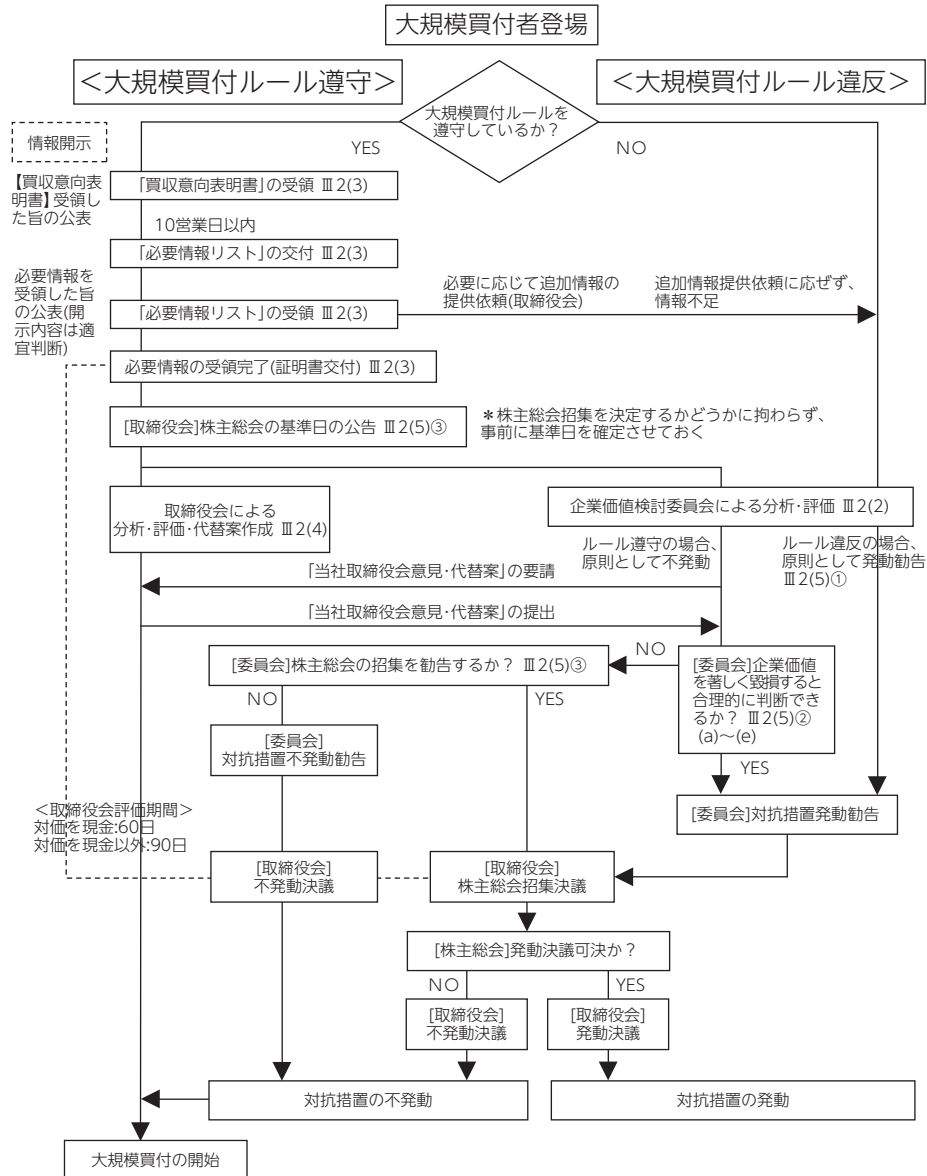 大規模買付者登場
＜大規模買付ルール遵守＞
＜大規模買付ルール違反＞
大規模買付ルールを
遵守しているか？
YES
NO
情報開示
【買収意向表
明書】受領し
た旨の公表
「買収意向表明書」の受領 Ⅲ2(3)
10営業日以内
「必要情報リスト」の交付 Ⅲ2(3)
必要情報を
受領した旨
の公表(開
示内容は適
宜判断)
「必要情報リスト」の受領 Ⅲ2(3)
必要に応じて追加情報の
提供依頼(取締役会)
追加情報提供依頼に応ぜず、
情報不足
必要情報の受領完了(証明書交付) Ⅲ2(3)
[取締役会]株主総会の基準日の公告 Ⅲ2(5)③
＊株主総会招集を決定するかどうかに拘わらず、
事前に基準日を確定させておく
取締役会による
分析・評価・代替案作成 Ⅲ2(4)
企業価値検討委員会による分析・評価 Ⅲ2(2)
ルール遵守の場合、
原則として不発動
ルール違反の場合、
原則として発動勧告
Ⅲ2(5)①
「当社取締役会意見・代替案」の要請
「当社取締役会意見・代替案」の提出
[委員会]株主総会の招集を勧告するか？ Ⅲ2(5)③
NO
[委員会]企業価値
を著しく毀損すると
合理的に判断でき
るか？ Ⅲ2(5)②
(a)～(e)
NO
YES
YES
[委員会]
対抗措置不発動勧告
[委員会]対抗措置発動勧告
＜取締役会評価期間＞
対価を現金:60日
対価を現金以外:90日
[取締役会]
不発動決議
[取締役会]
株主総会招集決議
[株主総会]発動決議可決か？
NO
YES
[取締役会]
不発動決議
[取締役会]
発動決議
対抗措置の不発動
対抗措置の発動
大規模買付の開始